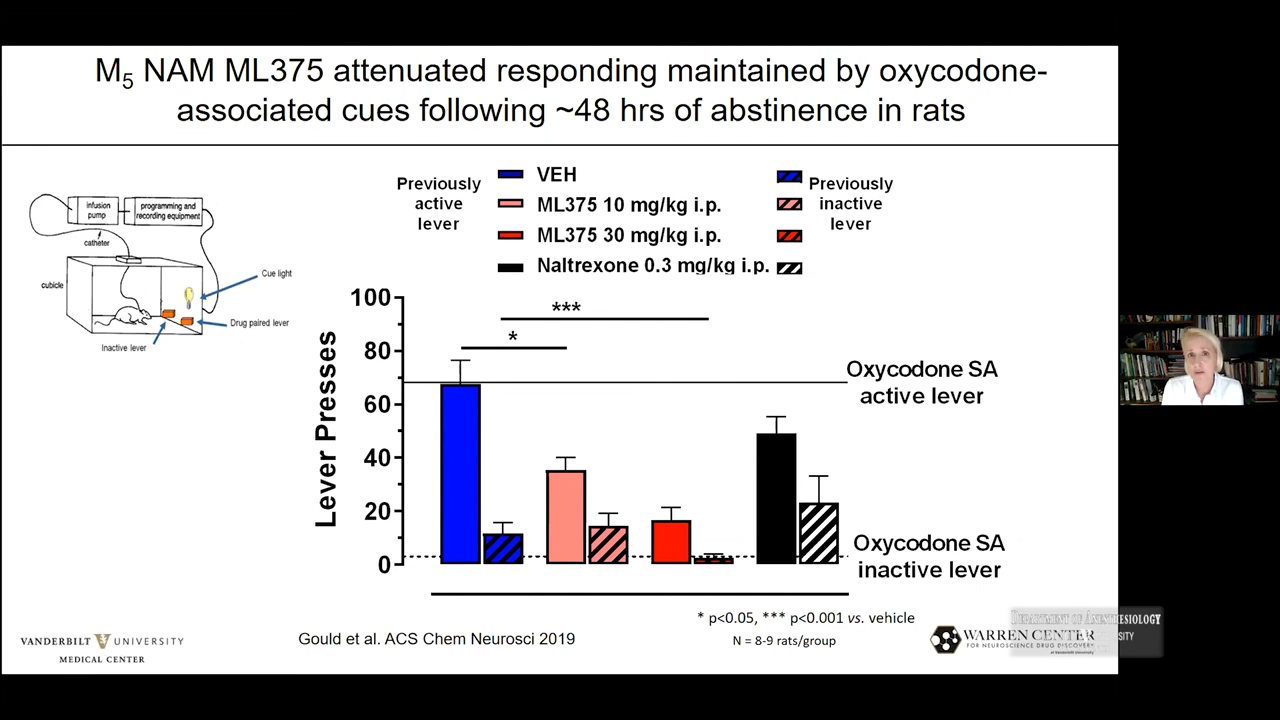 M5 NAM ML375 attenuated responding maintained by oxycodone-
associated cues following ~48 hrs of abstinence in rats
infusion
pump
programming and
recording equipment
catheter
cubicle
Cue light
Drug paired lever
Inactive lever
Previously
active
lever
VEH
ML375 10 mg/kg i.p.
ML375 30 mg/kg i.p.
Naltrexone 0.3 mg/kg i.p.
Previously
inactive
lever
Lever Presses
100
80
60
40
20
0
***
*
Oxycodone SA
active lever
Oxycodone SA
inactive lever
* p<0.05, *** p<0.001 vs. vehicle
N = 8-9 rats/group
Gould et al. ACS Chem Neurosci 2019
VANDERBILT V UNIVERSITY
MEDICAL CENTER
WARREN CENTER
FOR NEUROSCIENCE DRUG DISCOVERY
DEPARTMENT OF ANESTHESIOLOGY